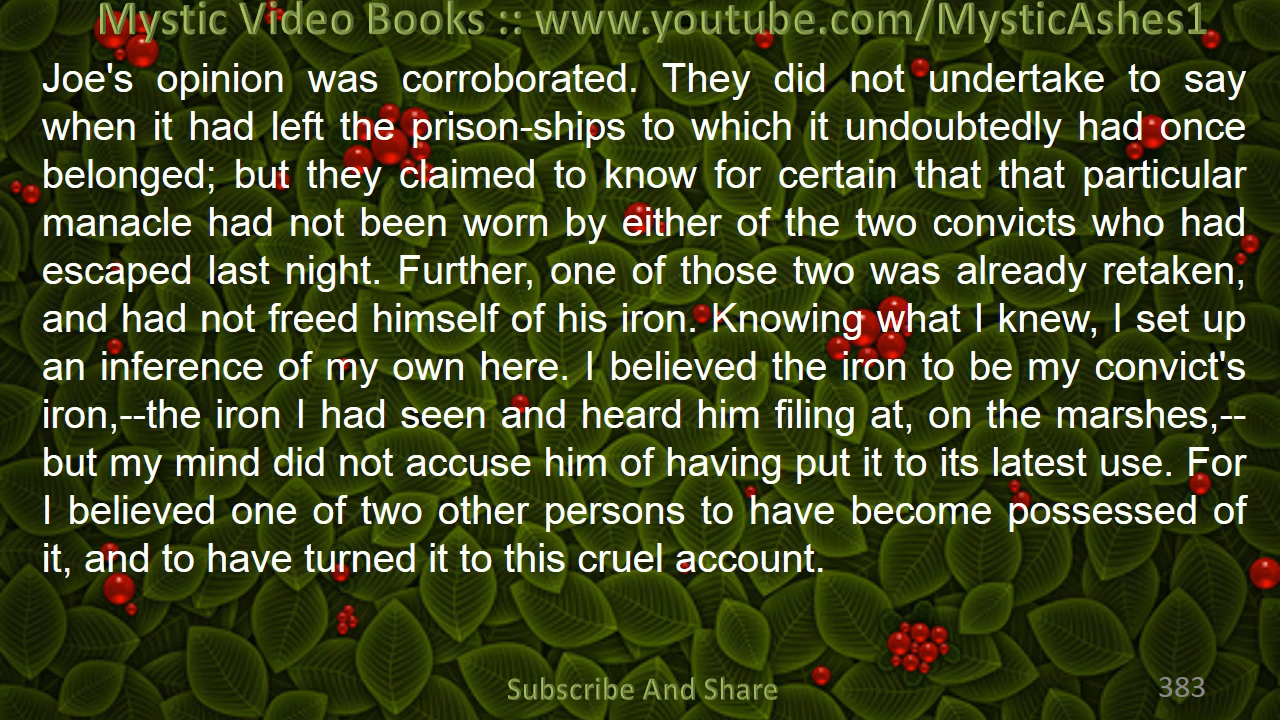 Mystic Video Books :: www.youtube.com/MysticAshes1
Joe's opinion was corroborated. They did not undertake to say
when it had left the prison-ships to which it undoubtedly had once
belonged; but they claimed to know for certain that that particular
manacle had not been worn by either of the two convicts who had
escaped last night. Further, one of those two was already retaken,
and had not freed himself of his iron. Knowing what I knew, I set up
an inference of my own here. I believed the iron to be my convict's
iron,--the iron I had seen and heard him filing at, on the marshes,--
but my mind did not accuse him of having put it to its latest use. For
I believed one of two other persons to have become possessed of
it, and to have turned it to this cruel account.
Subscribe And Share
383